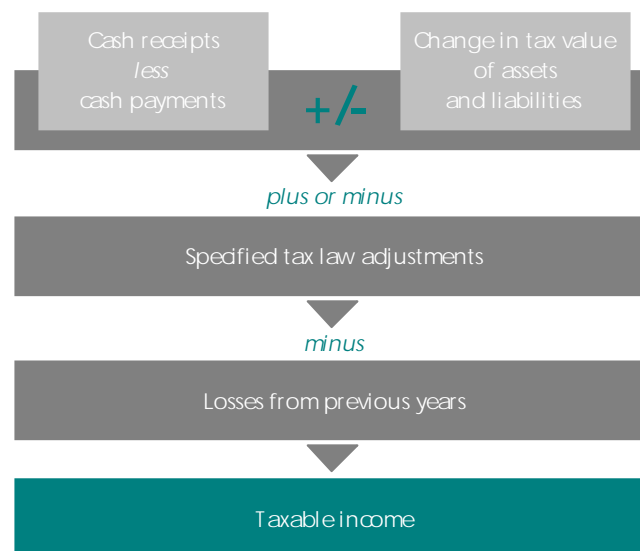 Cash receipts
less
cash payments
+/-
Change in tax value
of assets
and liabilities
plus or minus
Specified tax law adjustments
minus
Losses from previous years
Taxable income